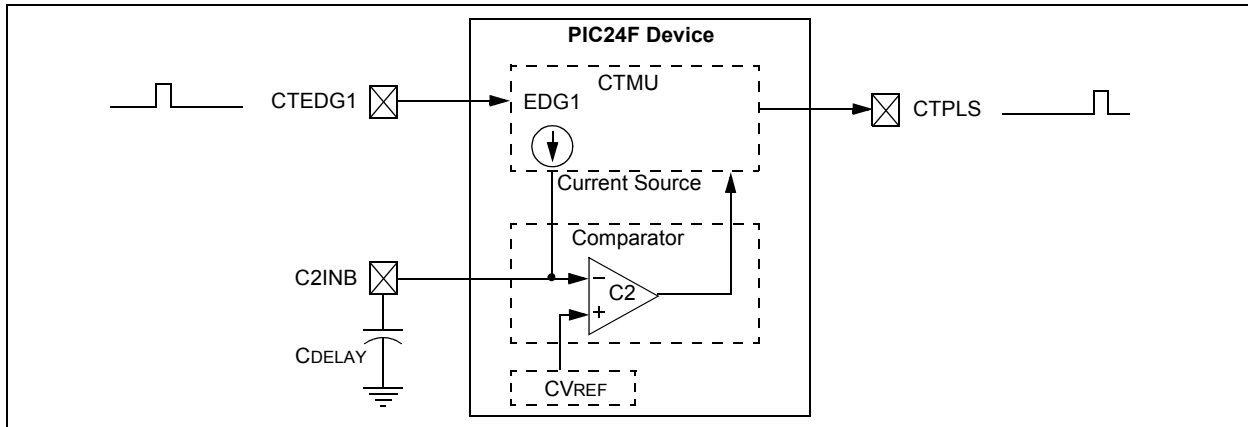 PIC24F Device
CTMU
CTEDG1
EDG1
CTPLS
Current Source
Comparator
C2INB
−
C2
+
CDELAY
CVREF